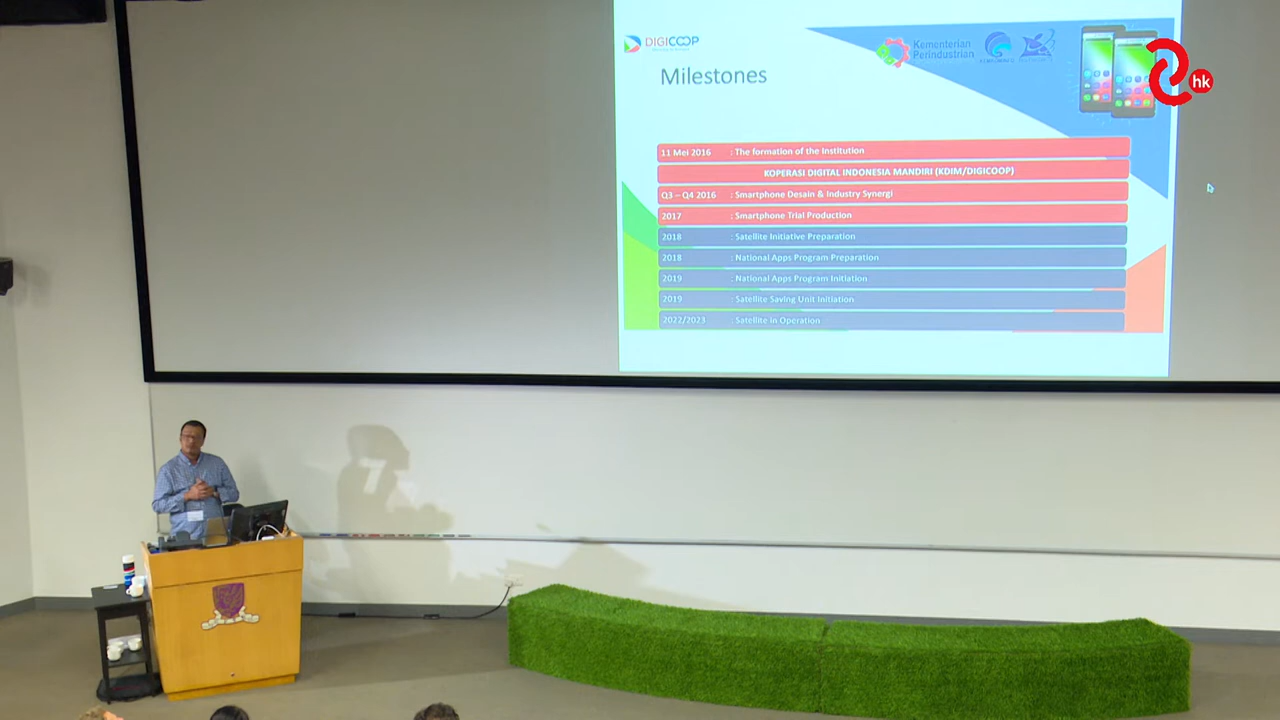 DIGICOOP
Kementerian
Perindustrian
hk
Milestones
11 Mei 2016 : The formation of the Institution
KOPERASI DIGITAL INDONESIA MANDIRI (KDIM/DIGICOOP)
Q3 – Q4 2016 : Smartphone Desain & Industry Synergi
2017 : Smartphone Trial Production
2018 : Satellite Initiative Preparation
2018 : National Apps Program Preparation
2019 : National Apps Program Initiation
2019 : Satellite Saving Unit Initiation
2022/2023 : Satellite in Operation